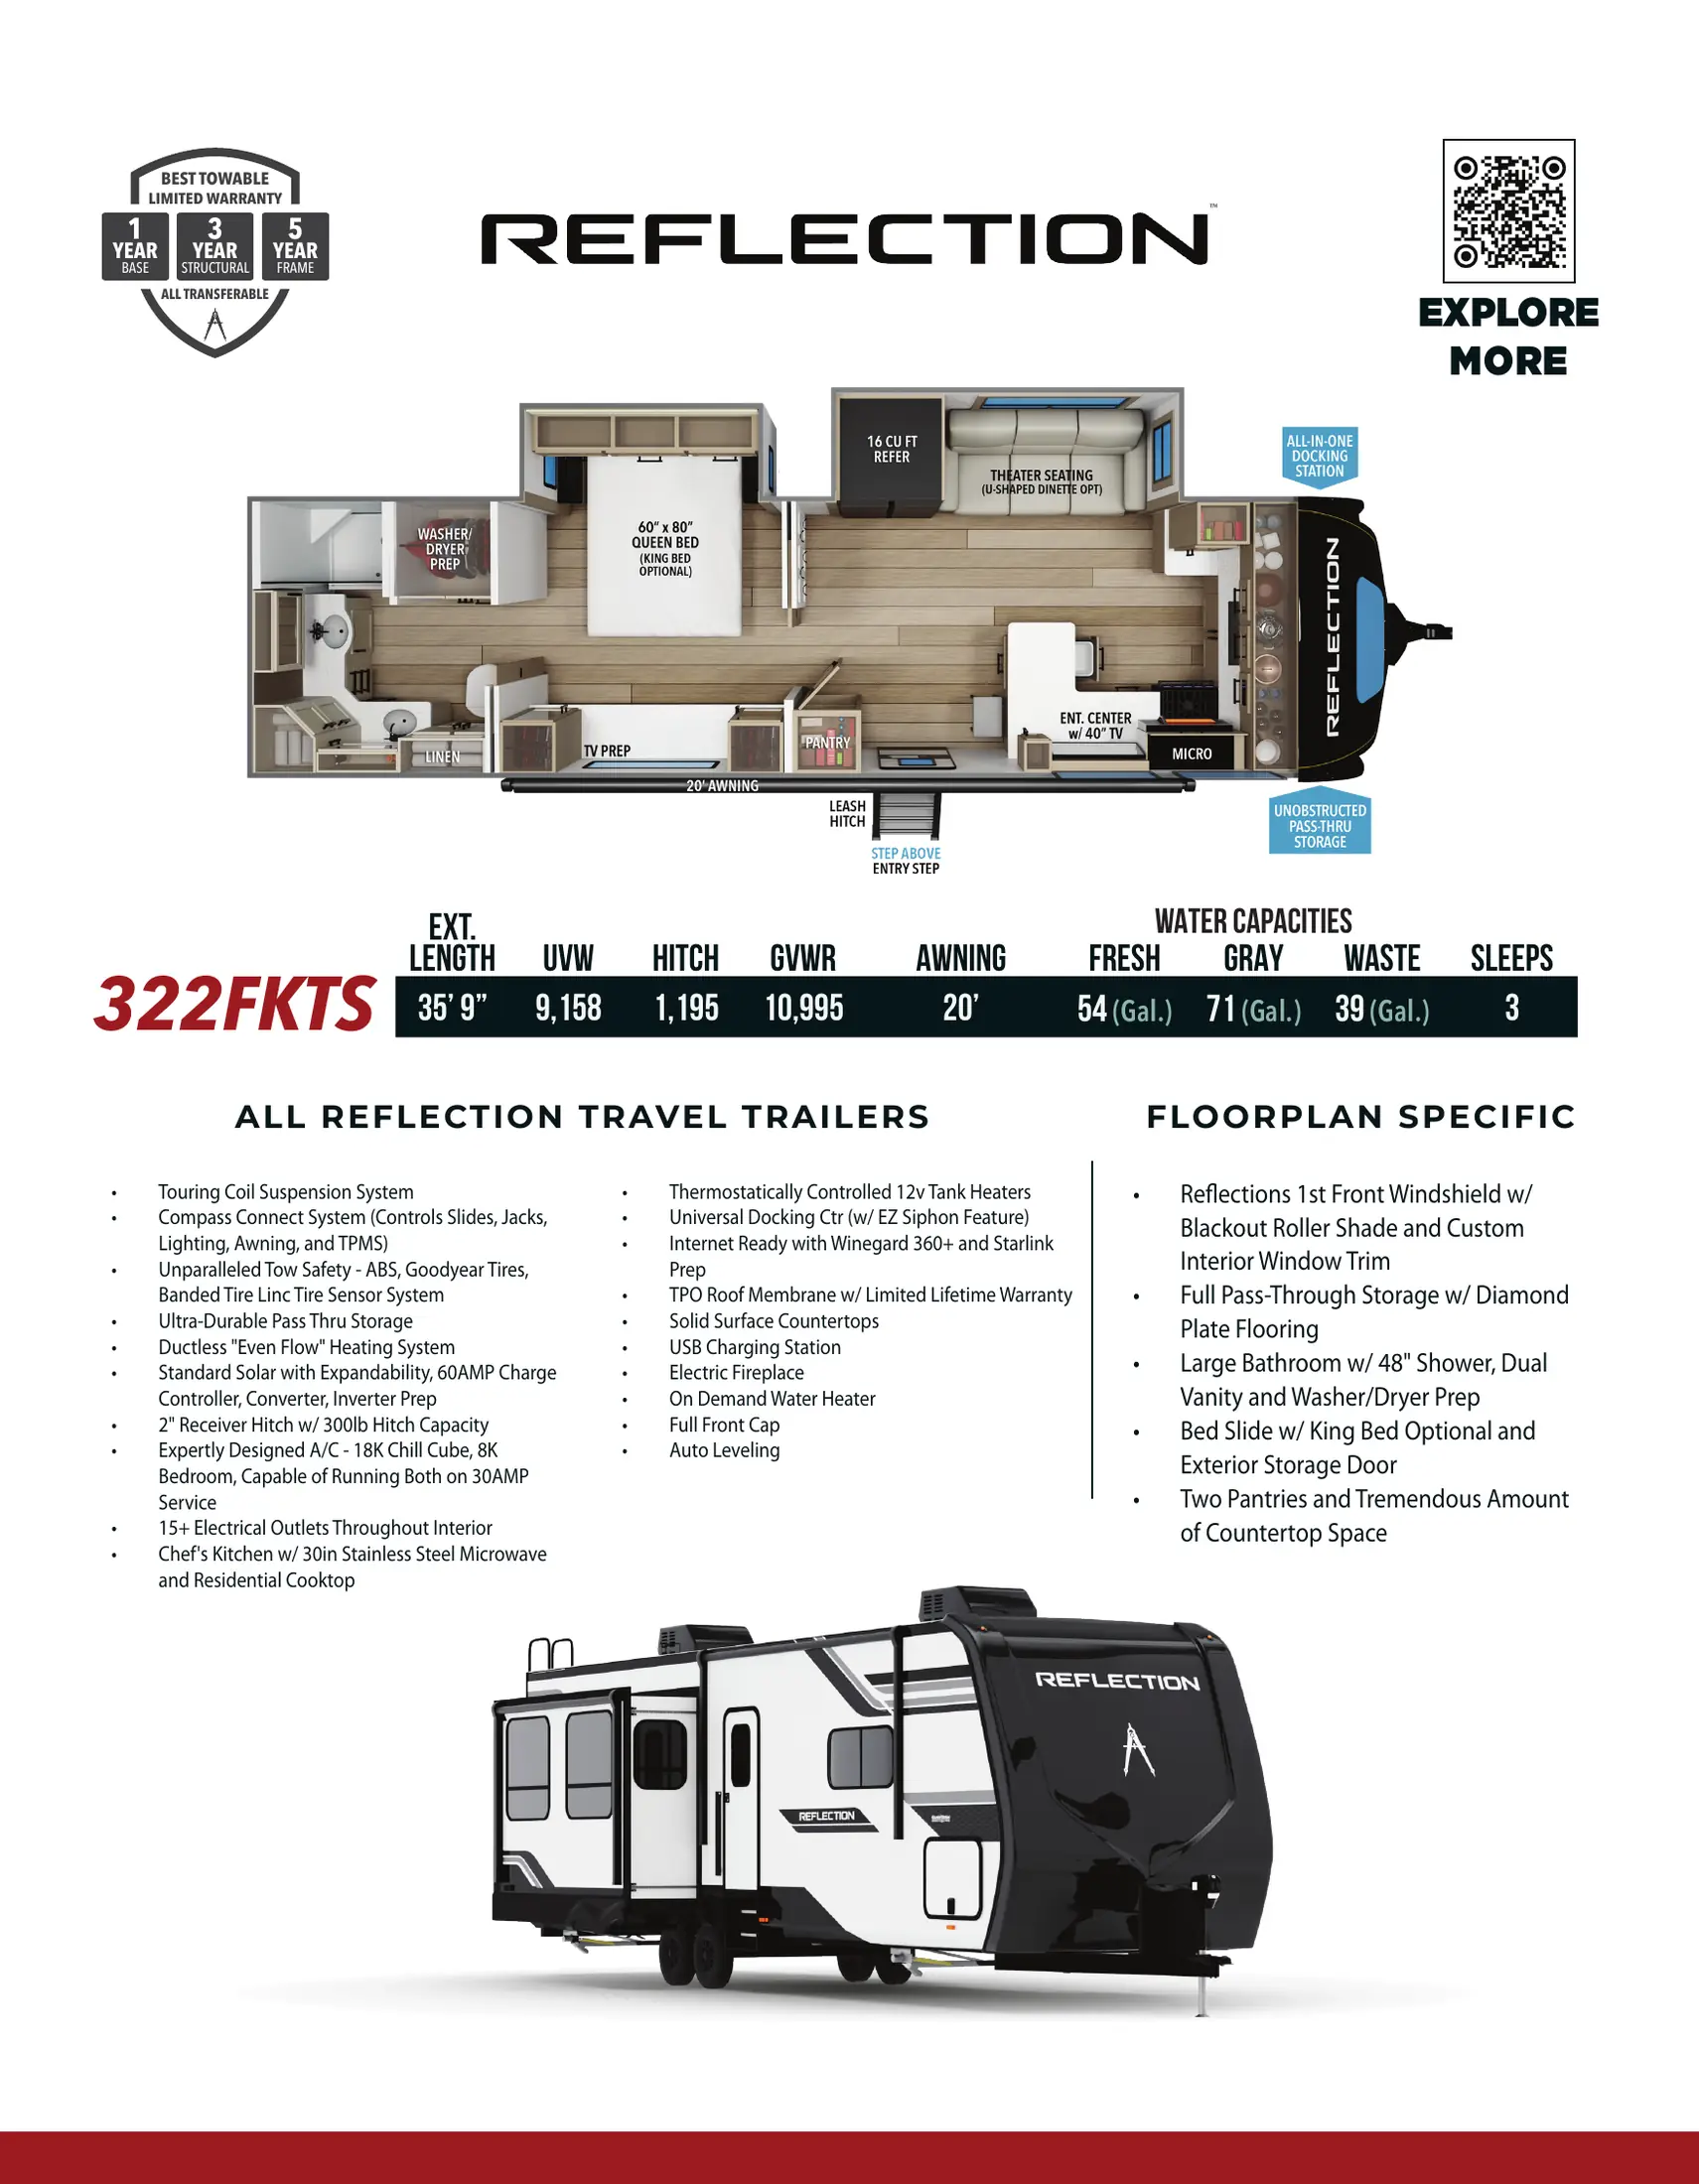 BEST TOWABLE
LIMITED WARRANTY
1
YEAR
BASE
3
YEAR
STRUCTURAL
5
YEAR
FRAME
ALL TRANSFERABLE
REFLECTION™
EXPLORE
MORE
16 CU FT
REFER
THEATER SEATING
(U-SHAPED DINETTE OPT)
ALL-IN-ONE
DOCKING
STATION
WASHER/
DRYER
PREP
60" x 80"
QUEEN BED
(KING BED
OPTIONAL)
REFLECTION
LINEN
TV PREP
PANTRY
ENT. CENTER
w/ 40" TV
MICRO
20' AWNING
LEASH
HITCH
STEP ABOVE
ENTRY STEP
UNOBSTRUCTED
PASS-THRU
STORAGE
WATER CAPACITIES
EXT.
LENGTH UVW HITCH GVWR AWNING FRESH GRAY WASTE SLEEPS
322FKTS 35' 9" 9,158 1,195 10,995 20' 54 (Gal.) 71 (Gal.) 39 (Gal.) 3
ALL REFLECTION TRAVEL TRAILERS
• Touring Coil Suspension System
• Compass Connect System (Controls Slides, Jacks,
Lighting, Awning, and TPMS)
• Unparalleled Tow Safety - ABS, Goodyear Tires,
Banded Tire Linc Tire Sensor System
• Ultra-Durable Pass Thru Storage
• Ductless "Even Flow" Heating System
• Standard Solar with Expandability, 60AMP Charge
Controller, Converter, Inverter Prep
• 2" Receiver Hitch w/ 300lb Hitch Capacity
• Expertly Designed A/C - 18K Chill Cube, 8K
Bedroom, Capable of Running Both on 30AMP
Service
• 15+ Electrical Outlets Throughout Interior
• Chef's Kitchen w/ 30in Stainless Steel Microwave
and Residential Cooktop
• Thermostatically Controlled 12v Tank Heaters
• Universal Docking Ctr (w/ EZ Siphon Feature)
• Internet Ready with Winegard 360+ and Starlink
Prep
• TPO Roof Membrane w/ Limited Lifetime Warranty
• Solid Surface Countertops
• USB Charging Station
• Electric Fireplace
• On Demand Water Heater
• Full Front Cap
• Auto Leveling
FLOORPLAN SPECIFIC
• Reflections 1st Front Windshield w/
Blackout Roller Shade and Custom
Interior Window Trim
• Full Pass-Through Storage w/ Diamond
Plate Flooring
• Large Bathroom w/ 48" Shower, Dual
Vanity and Washer/Dryer Prep
• Bed Slide w/ King Bed Optional and
Exterior Storage Door
• Two Pantries and Tremendous Amount
of Countertop Space
REFLECTION
REFLECTION